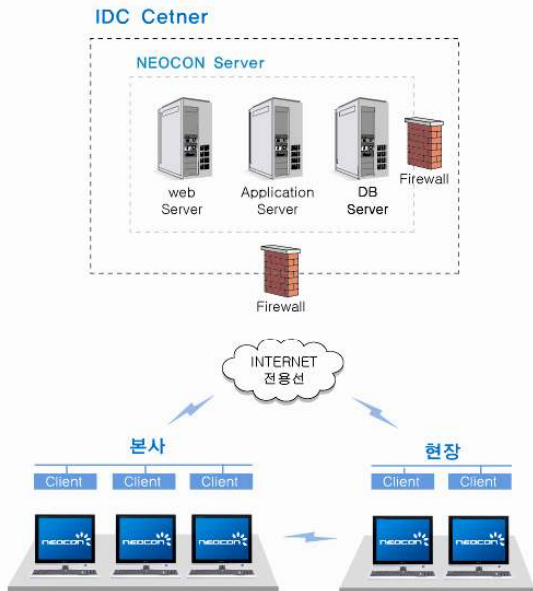 IDC Cetner
NEOCON Server
Firewall
web
Server
Application
Server
DB
Server
Firewall
INTERNET
전용선
본사
현장
Client
Client
Client
Client
Client
neocon
neocon
neocon
neocon
neocon